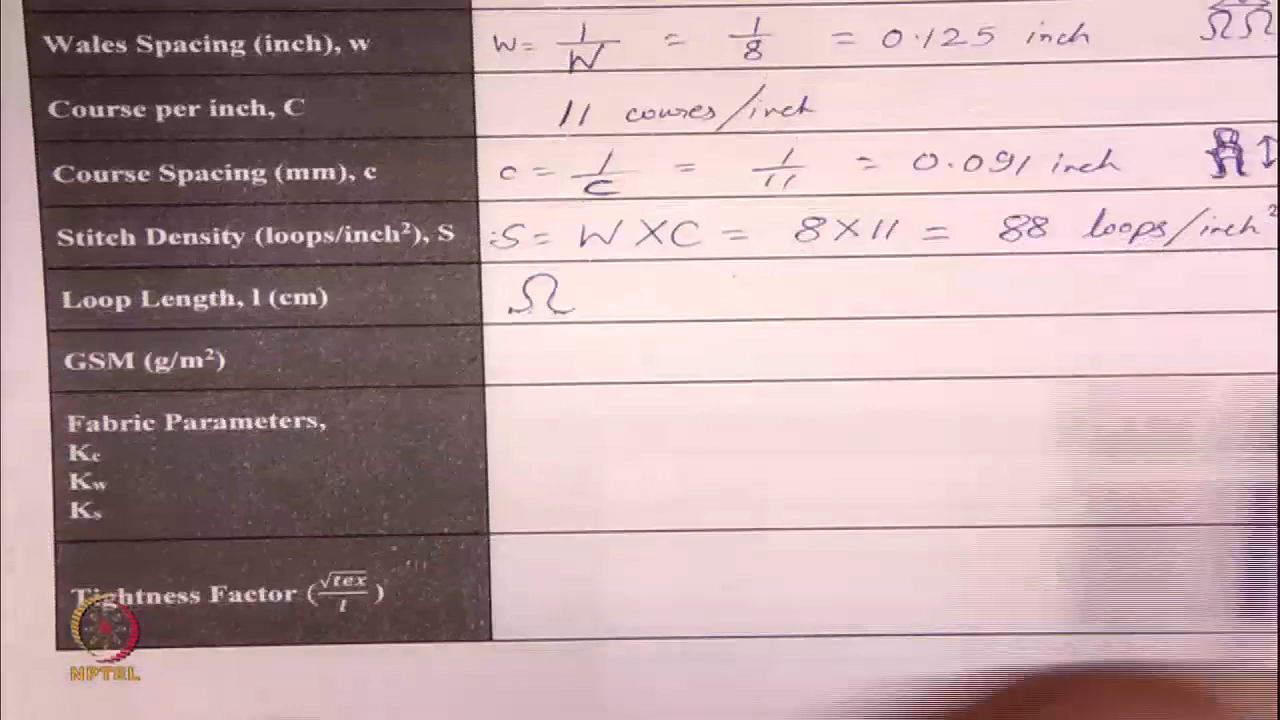 Wales Spacing (inch), w w = 1/W = 1/8 = 0.125 inch
Course per inch, C 11 courses/inch
Course Spacing (mm), c c = 1/C = 1/11 = 0.091 inch
Stitch Density (loops/inch²), S S = W X C = 8 X 11 = 88 loops/inch²
Loop Length, l (cm) Ω
GSM (g/m²)
Fabric Parameters,
Kc
Kw
Ks
Tightness Factor (√tex/l)
NPTEL